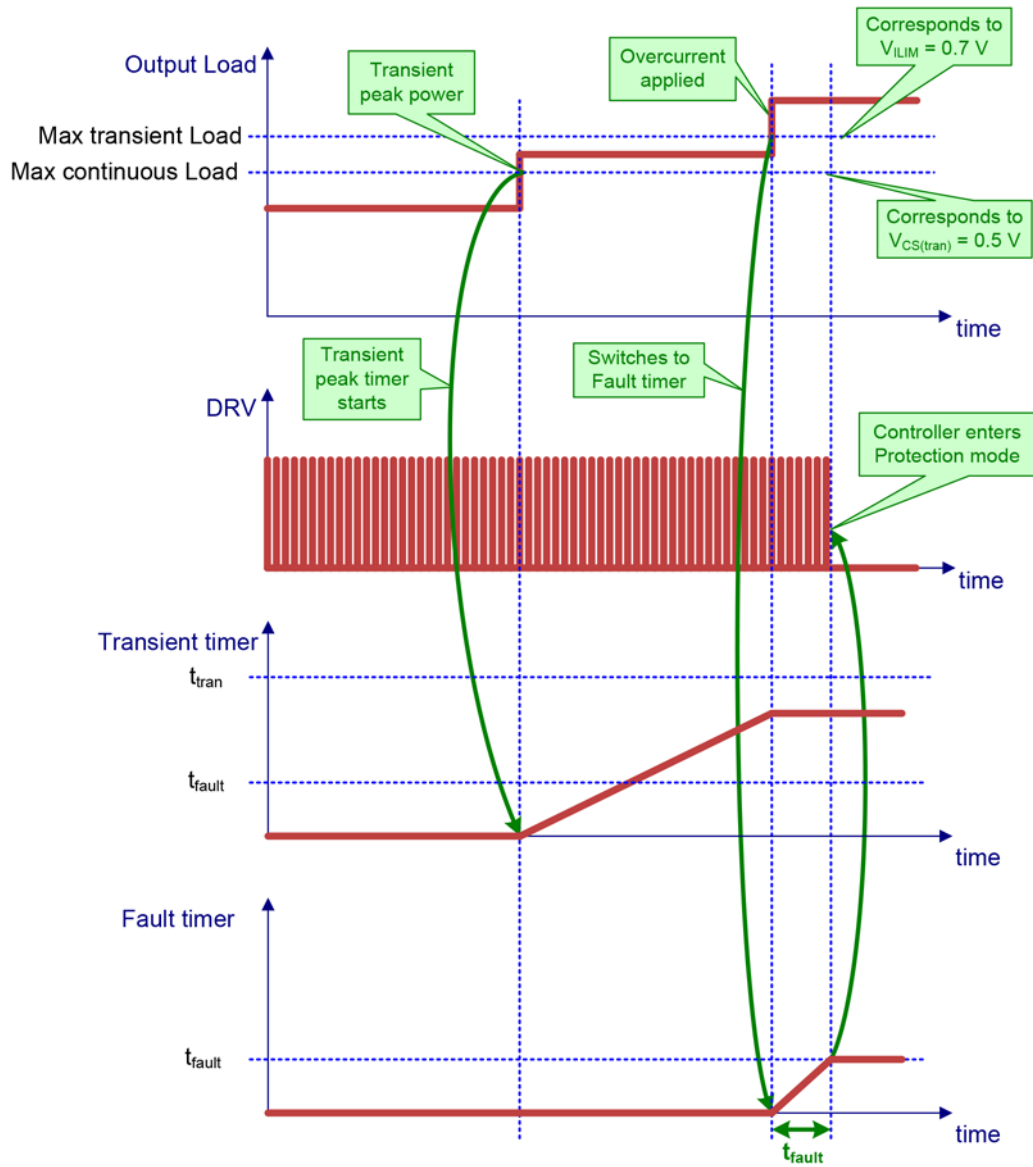 Output Load
Transient
peak power
Overcurrent
applied
Corresponds to
VILIM = 0.7 V
Max transient Load
Max continuous Load
Corresponds to
VCS(tran) = 0.5 V
time
Transient
peak timer
starts
Switches to
Fault timer
DRV
Controller enters
Protection mode
time
Transient timer
ttran
tfault
time
Fault timer
tfault
time
tfault